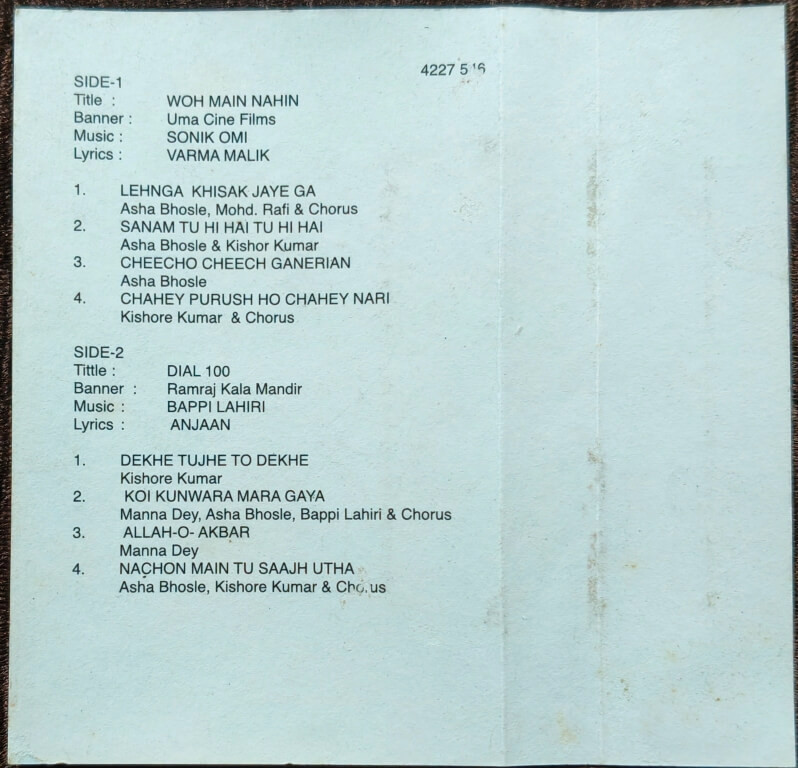 4227 5
SIDE-1
Title : WOH MAIN NAHIN
Banner : Uma Cine Films
Music : SONIK OMI
Lyrics : VARMA MALIK
1. LEHNGA KHISAK JAYE GA
Asha Bhosle, Mohd. Rafi & Chorus
2. SANAM TU HI HAI TU HI HAI
Asha Bhosle & Kishor Kumar
3. CHEECHO CHEECH GANERIAN
Asha Bhosle
4. CHAHEY PURUSH HO CHAHEY NARI
Kishore Kumar & Chorus
SIDE-2
Tittle : DIAL 100
Banner : Ramraj Kala Mandir
Music : BAPPI LAHIRI
Lyrics : ANJAAN
1. DEKHE TUJHE TO DEKHE
Kishore Kumar
2. KOI KUNWARA MARA GAYA
Manna Dey, Asha Bhosle, Bappi Lahiri & Chorus
3. ALLAH-O- AKBAR
Manna Dey
4. NACHON MAIN TU SAAJH UTHA
Asha Bhosle, Kishore Kumar & Chorus